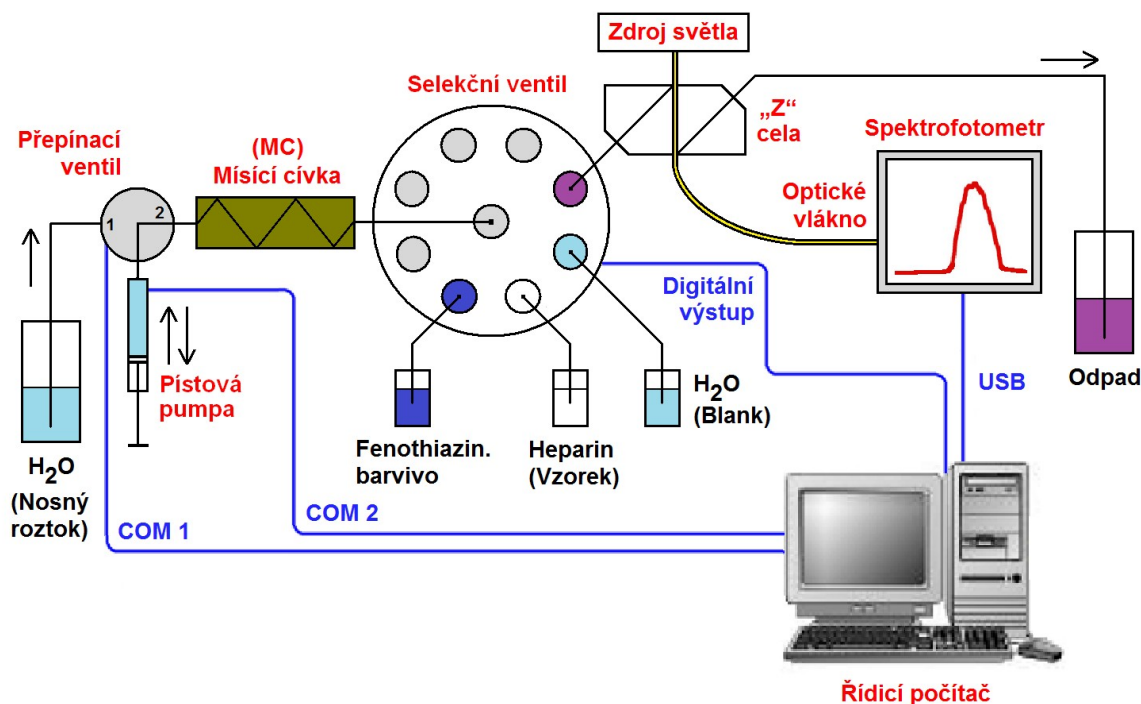 Zdroj světla
Selekční ventil
„Z“
cela
Přepínací
ventil
(MC)
Mísící cívka
Spektrofotometr
1
2
Optické
vlákno
Digitální
výstup
Pístová
pumpa
USB
Odpad
H2O
(Nosný
roztok)
Fenothiazin.
barvivo
Heparin
(Vzorek)
H2O
(Blank)
COM 1
COM 2
Řídicí počítač